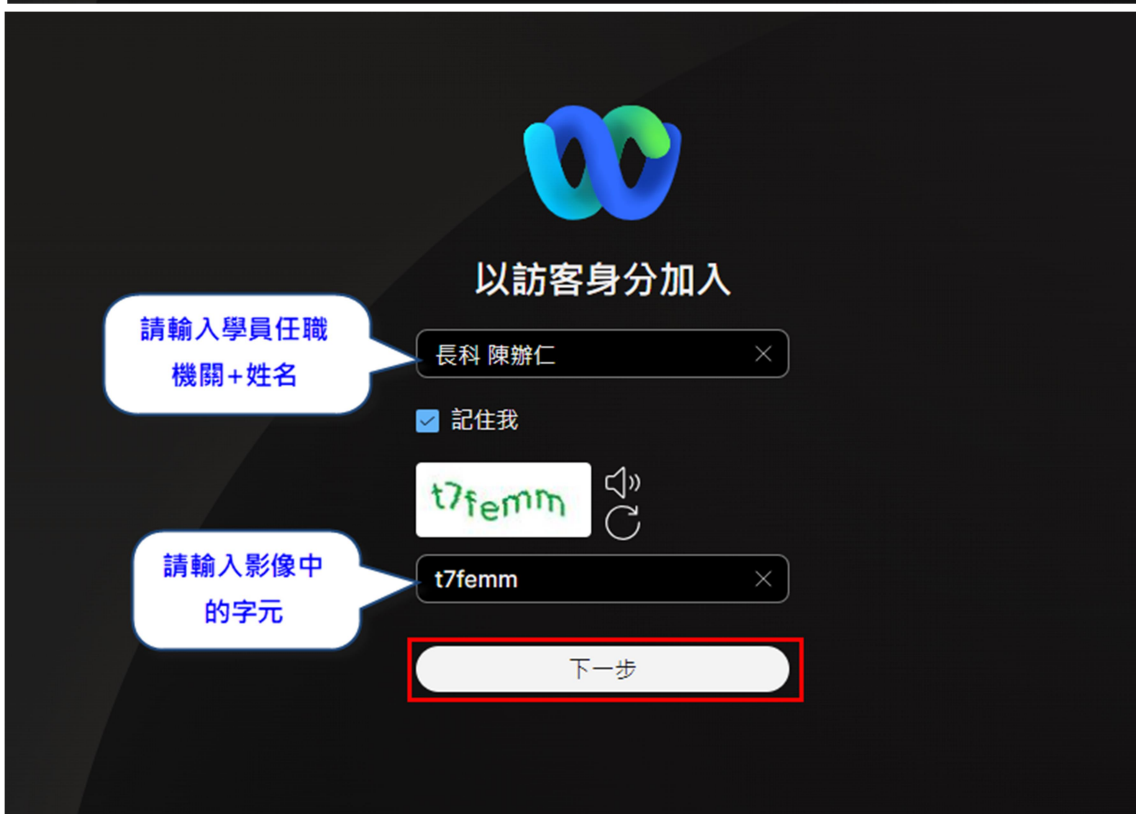 以訪客身分加入
請輸入學員任職
機關+姓名
長科 陳辦仁
記住我
t7femm
請輸入影像中
的字元
t7femm
下一步